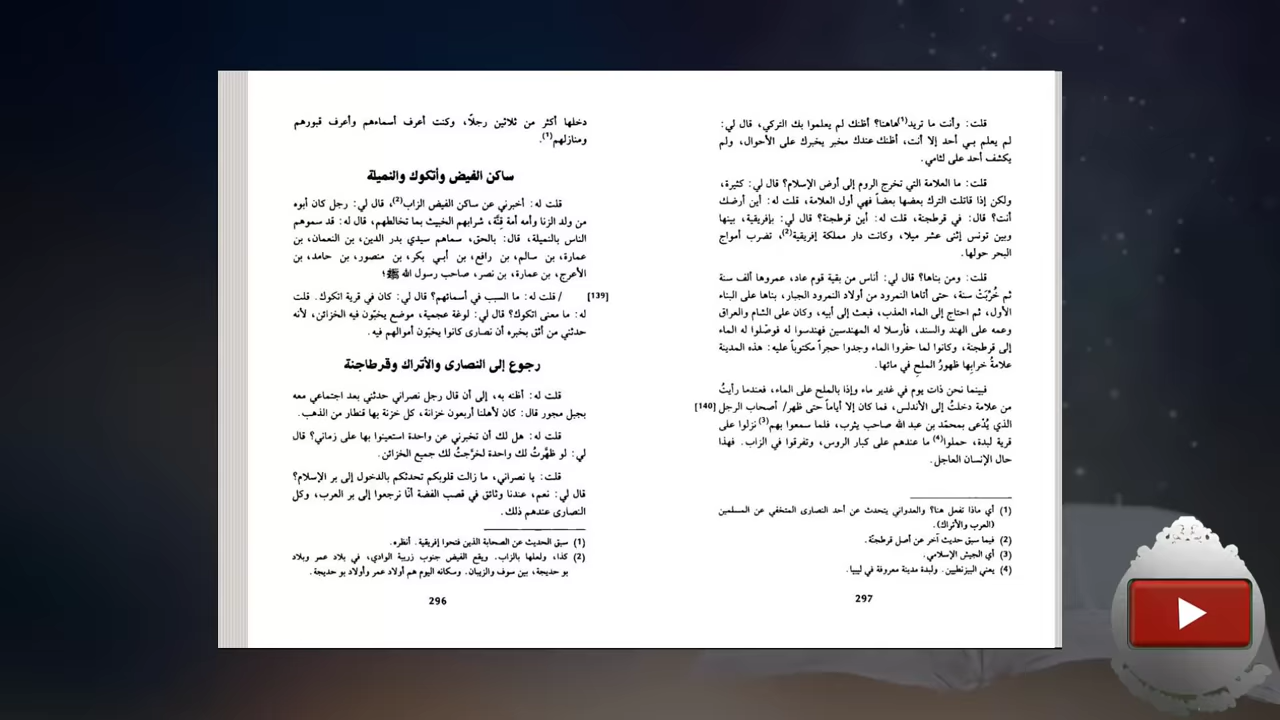 دخلها أكثر من ثلاثين رجلاً، وكنت أعرف أسماءهم وأعرف قبورهم
ومنازلهم(1).
ساكن الفيض وأتكوك والنميلة
قلت له: أخبرني عن ساكن الفيض الزاب(2)، قال لي: رجل كان أبوه
من ولد الزنا وأمه أمة قِنَّة، شرابهم الخبيث بما تخالطهم، قال له: قد سموهم
الناس بالنميلة، قال: بالحق، سماهم سيدي بدر الدين، بن النعمان، بن
عمارة، بن سالم، بن رافع، بن أبـي بكر، بن منصور، بن حامد، بن
الأعرج، بن عمارة، بن نصر، صاحب رسول الله ﷺ؛
[139] / قلت له: ما السبب في أسمائهم؟ قال لي: كان في قرية اتكوك. قلت
له: ما معنى اتكوك؟ قال لي: لوغة عجمية، موضع يخبّون فيه الخزائن، لأنه
حدثني من أثق بخبره أن نصارى كانوا يخبّون أموالهم فيه.
رجوع إلى النصارى والأتراك وقرطاجنة
قلت له: أظنه به، إلى أن قال رجل نصراني حدثني بعد اجتماعي معه
بجبل مجور قال: كان لأهلنا أربعون خزانة، كل خزنة بها قنطار من الذهب.
قلت له: هل لك أن تخبرني عن واحدة استعينوا بها على زماني؟ قال
لي: لو ظهَّرتُ لك واحدة لخرَّجتُ لك جميع الخزائن.
قلت: يا نصراني، ما زالت قلوبكم تحدثكم بالدخول إلى بر الإسلام؟
قال لي: نعم، عندنا وثائق في قصب الفضة أنّا نرجعوا إلى بر العرب، وكل
النصارى عندهم ذلك.
(1) سبق الحديث عن الصحابة الذين فتحوا إفريقية. أنظره.
(2) كذا، ولعلها بالزاب. ويقع الفيض جنوب زريبة الوادي، في بلاد عمر وبلاد
بو حديجة، بين سوف والزيبان. وسكانه اليوم هم أولاد عمر وأولاد بو حديجة.
296
قلت: وأنت ما تريد(1)هاهنا؟ أظنك لم يعلموا بك التركي، قال لي:
لم يعلم بـي أحد إلا أنت، أظنك عندك مخبر يخبرك على الأحوال، ولم
يكشف أحد على لثامي.
قلت: ما العلامة التي تخرج الروم إلى أرض الإسلام؟ قال لي: كثيرة،
ولكن إذا قاتلت الترك بعضها بعضاً فهي أول العلامة، قلت له: أين أرضك
أنت؟ قال: في قرطجنة، قلت له: أين قرطجنة؟ قال لي: بإفريقية، بينها
وبين تونس إثنى عشر ميلا، وكانت دار مملكة إفريقية(2)، تضرب أمواج
البحر حولها.
قلت: ومن بناها؟ قال لي: أناس من بقية قوم عاد، عمروها ألف سنة
ثم خُرِّبَتْ سنة، حتى أتاها النمرود من أولاد النمرود الجبار، بناها على البناء
الأول، ثم احتاج إلى الماء العذب، فبعث إلى أبيه، وكان على الشام والعراق
وعمه على الهند والسند، فأرسلا له المهندسين فهندسوا له فوصّلوا له الماء
إلى قرطجنة، وكانوا لما حفروا الماء وجدوا حجراً مكتوباً عليه: هذه المدينة
علامةُ خرابِها ظهورُ الملحِ في مائها.
فبينما نحن ذات يوم في غدير ماء وإذا بالملح على الماء، فعندما رأيتُ
من علامة دخلتُ إلى الأندلس، فما كان إلا أياماً حتى ظهر/ أصحاب الرجل [140]
الذي يُدْعى بمحمّد بن عبد الله صاحب يثرب، فلما سمعوا بهم(3) نزلوا على
قرية لبدة، حملوا(4) ما عندهم على كبار الروس، وتفرقوا في الزاب. فهذا
حال الإنسان العاجل.
(1) أي ماذا تفعل هنا؟ والعدواني يتحدث عن أحد النصارى المتخفي عن المسلمين
(العرب والأتراك).
(2) فيما سبق حديث آخر عن أصل قرطجنّة.
(3) أي الجيش الإسلامي.
(4) يعني البيزنطيين. ولبدة مدينة معروفة في ليبيا.
297